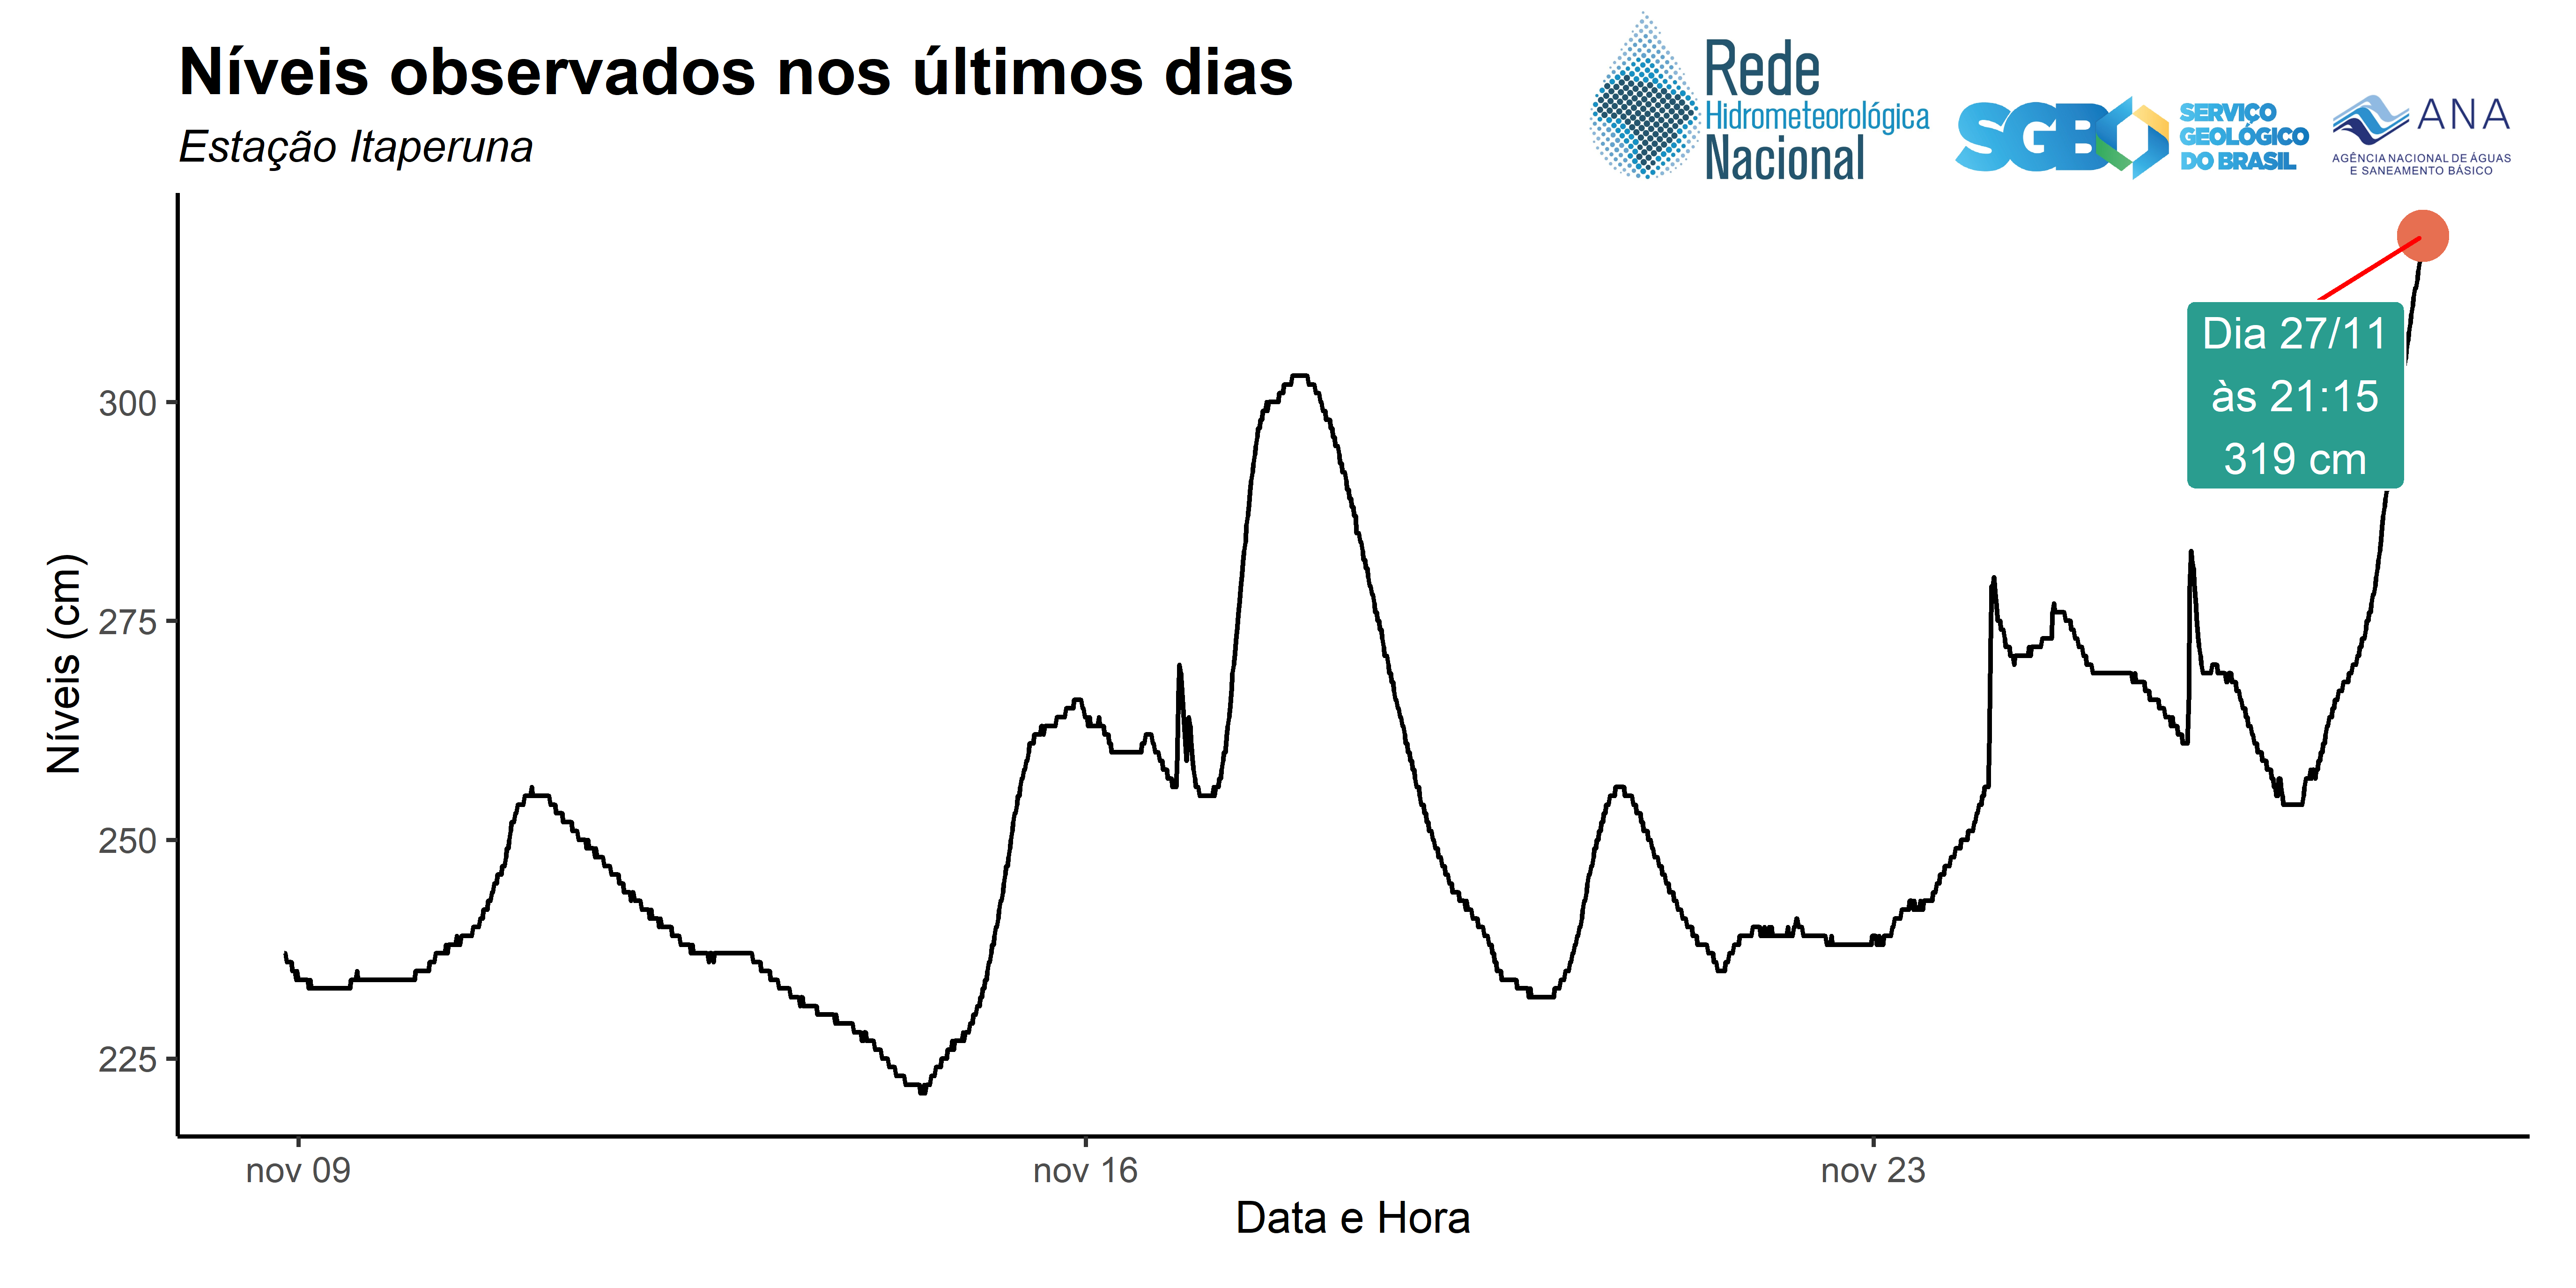 Níveis observados nos últimos dias
Estação Itaperuna
Rede
Hidrometeorológica
Nacional
SGB
SERVIÇO
GEOLÓGICO
DO BRASIL
ANA
AGÊNCIA NACIONAL DE ÁGUAS
E SANEAMENTO BÁSICO
Dia 27/11
às 21:15
319 cm
Níveis (cm)
300
275
250
225
nov 09
nov 16
nov 23
Data e Hora